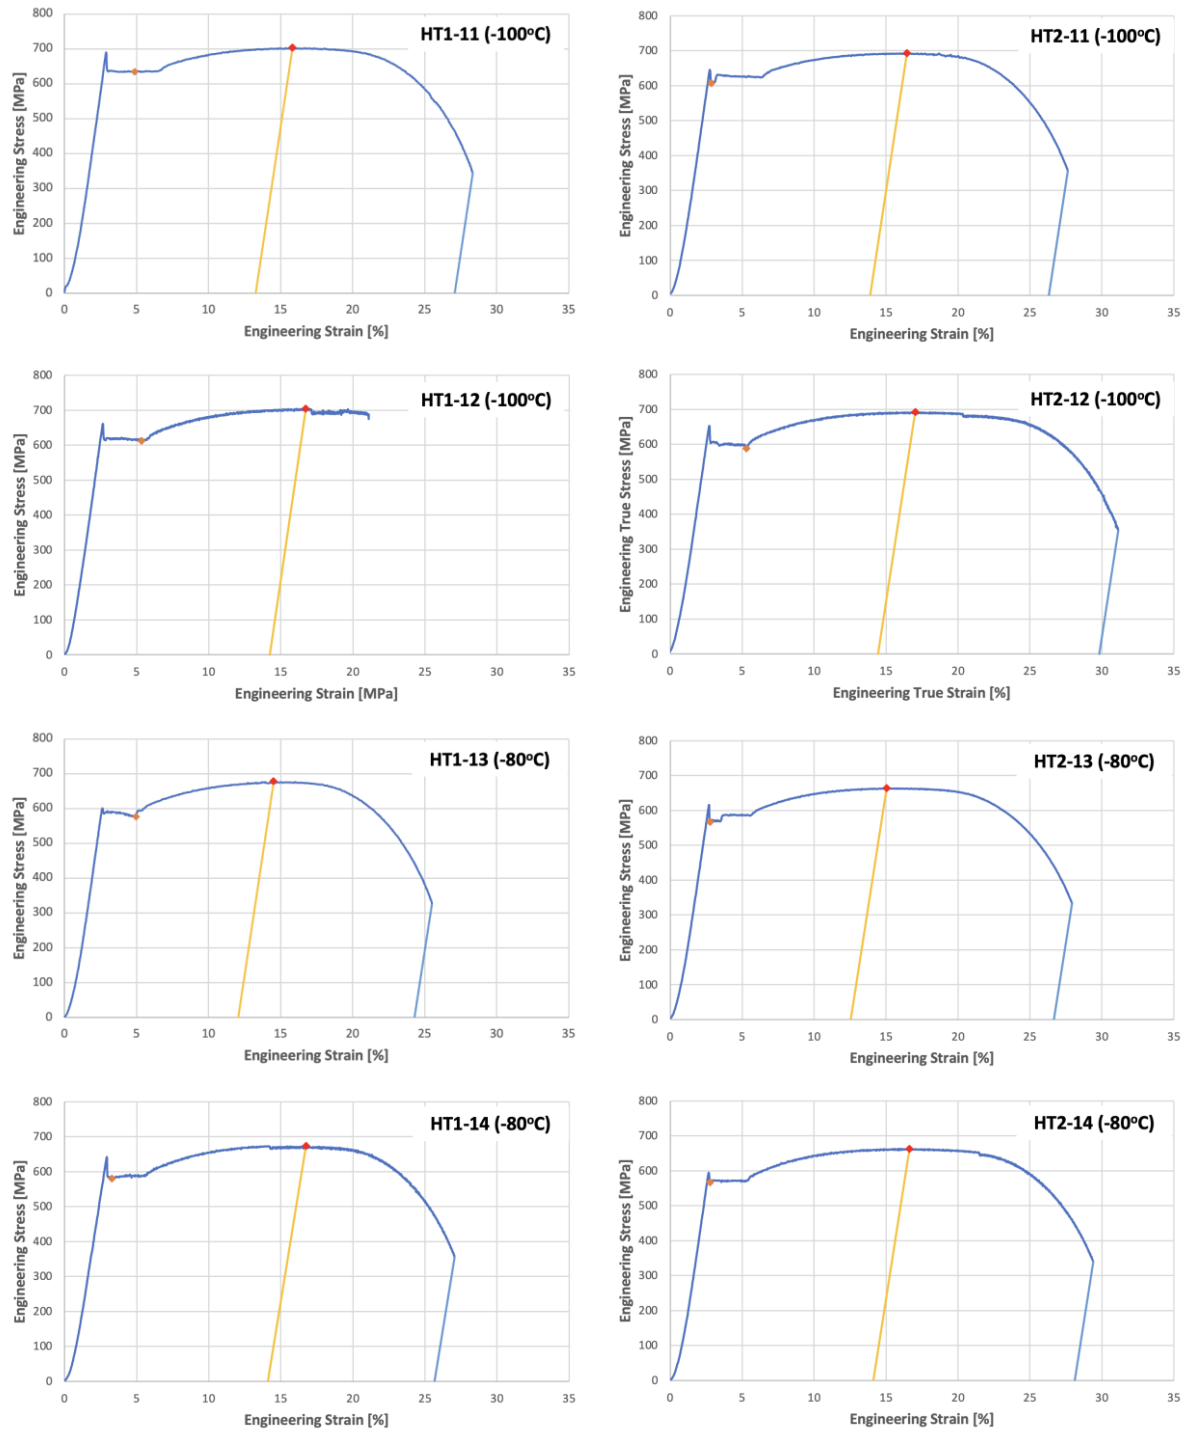 HT1-11 (-100ºC)
Engineering Stress [MPa]
800
700
600
500
400
300
200
100
0
0 5 10 15 20 25 30 35
Engineering Strain [%]
HT2-11 (-100ºC)
Engineering Stress [MPa]
800
700
600
500
400
300
200
100
0
0 5 10 15 20 25 30 35
Engineering Strain [%]
HT1-12 (-100ºC)
Engineering Stress [MPa]
800
700
600
500
400
300
200
100
0
0 5 10 15 20 25 30 35
Engineering Strain [MPa]
HT2-12 (-100ºC)
Engineering True Stress [MPa]
800
700
600
500
400
300
200
100
0
0 5 10 15 20 25 30 35
Engineering True Strain [%]
HT1-13 (-80ºC)
Engineering Stress [MPa]
800
700
600
500
400
300
200
100
0
0 5 10 15 20 25 30 35
Engineering Strain [%]
HT2-13 (-80ºC)
Engineering Stress [MPa]
800
700
600
500
400
300
200
100
0
0 5 10 15 20 25 30 35
Engineering Strain [%]
HT1-14 (-80ºC)
Engineering Stress [MPa]
800
700
600
500
400
300
200
100
0
0 5 10 15 20 25 30 35
Engineering Strain [%]
HT2-14 (-80ºC)
Engineering Stress [MPa]
800
700
600
500
400
300
200
100
0
0 5 10 15 20 25 30 35
Engineering Strain [%]